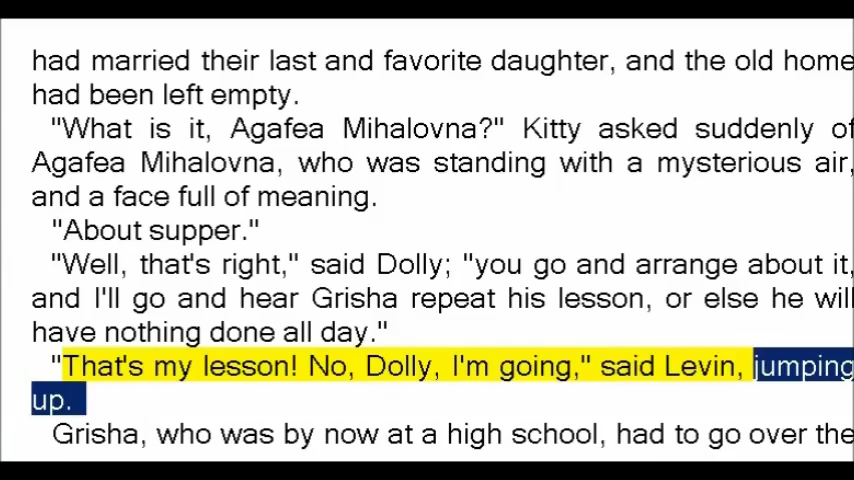 had married their last and favorite daughter, and the old home
had been left empty.
"What is it, Agafea Mihalovna?" Kitty asked suddenly of
Agafea Mihalovna, who was standing with a mysterious air,
and a face full of meaning.
"About supper."
"Well, that's right," said Dolly; "you go and arrange about it,
and I'll go and hear Grisha repeat his lesson, or else he will
have nothing done all day."
"That's my lesson! No, Dolly, I'm going," said Levin, jumping
up.
Grisha, who was by now at a high school, had to go over the